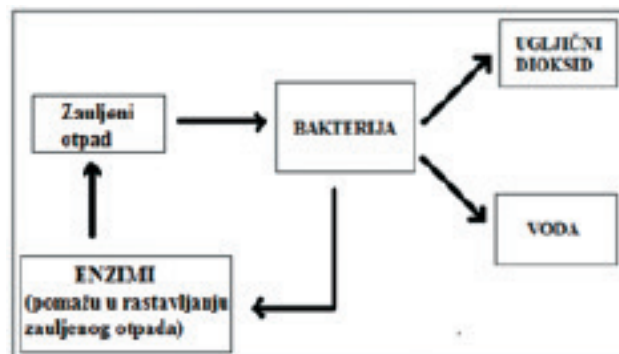 UGLJIČNI
DIOKSID
Zauljeni
otpad
BAKTERIJA
VODA
ENZIMI
(pomažu u rastavljanju
zauljenog otpada)